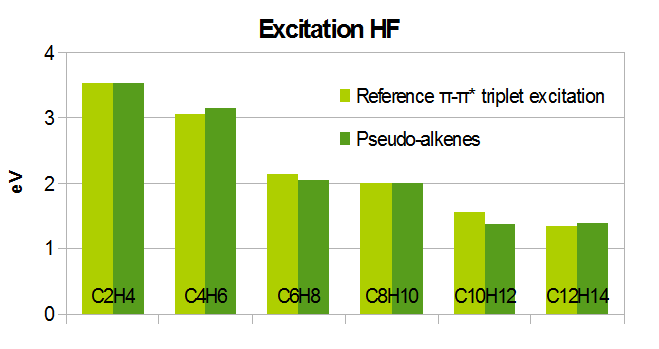 Excitation HF
4
Reference π-π* triplet excitation
3
Pseudo-alkenes
eV
2
1
C2H4 C4H6 C6H8 C8H10 C10H12 C12H14
0